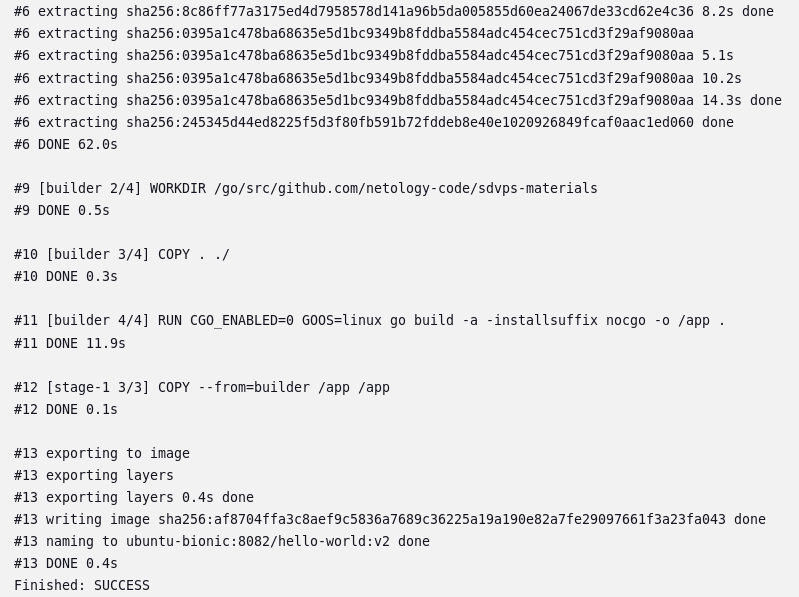 #6 extracting sha256:8c86ff77a3175ed4d7958578d141a96b5da005855d60ea24067de33cd62e4c36 8.2s done
#6 extracting sha256:0395a1c478ba68635e5d1bc9349b8fddba5584adc454cec751cd3f29af9080aa
#6 extracting sha256:0395a1c478ba68635e5d1bc9349b8fddba5584adc454cec751cd3f29af9080aa 5.1s
#6 extracting sha256:0395a1c478ba68635e5d1bc9349b8fddba5584adc454cec751cd3f29af9080aa 10.2s
#6 extracting sha256:0395a1c478ba68635e5d1bc9349b8fddba5584adc454cec751cd3f29af9080aa 14.3s done
#6 extracting sha256:245345d44ed8225f5d3f80fb591b72fddeb8e40e1020926849fcaf0aac1ed060 done
#6 DONE 62.0s
#9 [builder 2/4] WORKDIR /go/src/github.com/netology-code/sdvps-materials
#9 DONE 0.5s
#10 [builder 3/4] COPY . ./
#10 DONE 0.3s
#11 [builder 4/4] RUN CGO_ENABLED=0 GOOS=linux go build -a -installsuffix nocgo -o /app .
#11 DONE 11.9s
#12 [stage-1 3/3] COPY --from=builder /app /app
#12 DONE 0.1s
#13 exporting to image
#13 exporting layers
#13 exporting layers 0.4s done
#13 writing image sha256:af8704ffa3c8aef9c5836a7689c36225a19a190e82a7fe29097661f3a23fa043 done
#13 naming to ubuntu-bionic:8082/hello-world:v2 done
#13 DONE 0.4s
Finished: SUCCESS